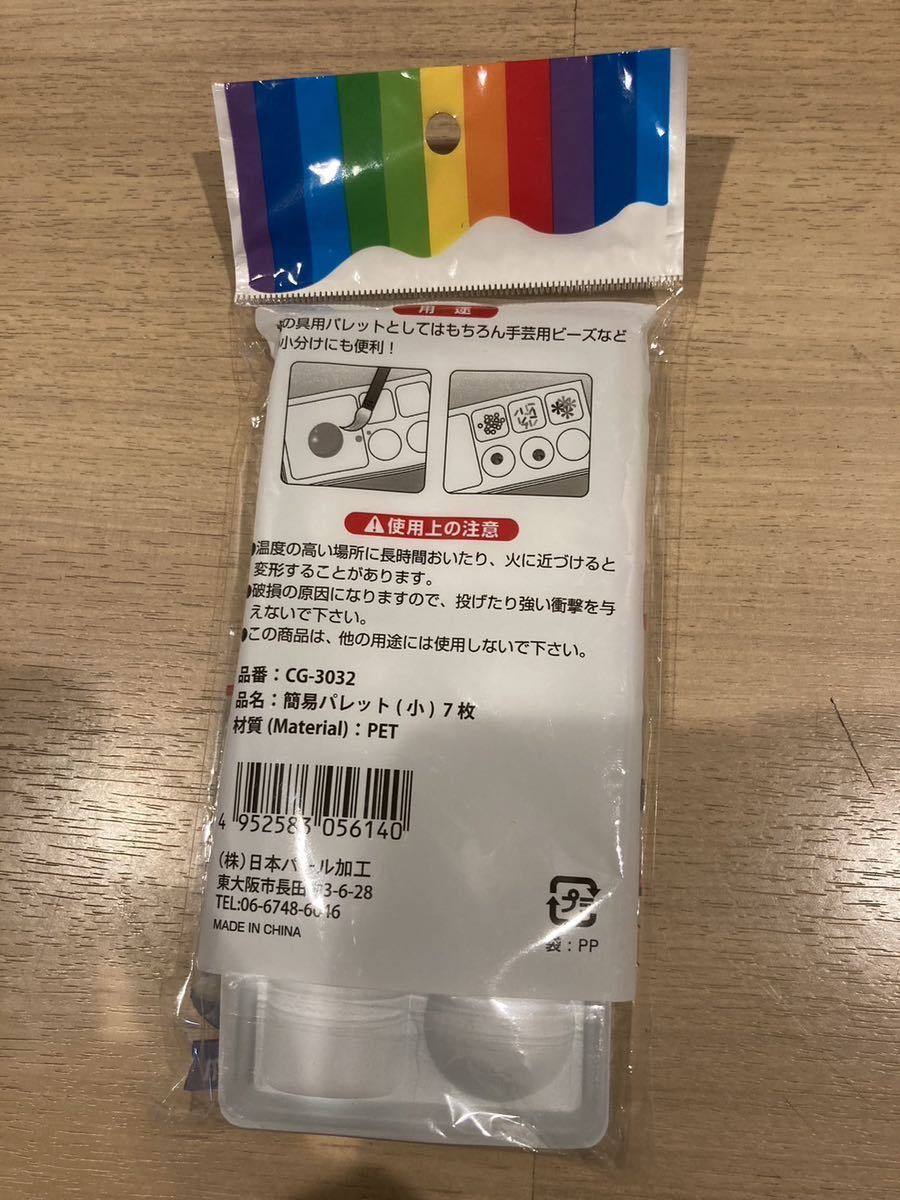 用途
の具用パレットとしてはもちろん手芸用ビーズなど
小分けにも便利！
使用上の注意
●温度の高い場所に長時間おいたり、火に近づけると
変形することがあります。
●破損の原因になりますので、投げたり強い衝撃を与
えないで下さい。
●この商品は、他の用途には使用しないで下さい。
品番：CG-3032
品名：簡易パレット(小)7枚
材質(Material)：PET
4 952583 056140
(株)日本パール加工
東大阪市長田 3-6-28
TEL:06-6748-6646
MADE IN CHINA
プラ
袋：PP